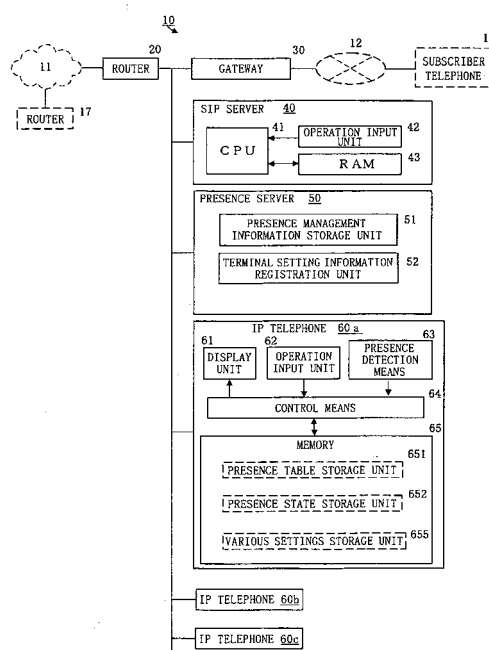 10
11
ROUTER
20
GATEWAY
30
12
SUBSCRIBER
TELEPHONE
ROUTER
17
SIP SERVER 40
CPU
41
OPERATION INPUT
UNIT
42
RAM
43
PRESENCE SERVER 50
PRESENCE MANAGEMENT
INFORMATION STORAGE UNIT
51
TERMINAL SETTING INFORMATION
REGISTRATION UNIT
52
IP TELEPHONE 60a
61
DISPLAY
UNIT
62
OPERATION
INPUT UNIT
63
PRESENCE
DETECTION
MEANS
64
CONTROL MEANS
65
MEMORY
651
PRESENCE TABLE STORAGE UNIT
652
PRESENCE STATE STORAGE UNIT
655
VARIOUS SETTINGS STORAGE UNIT
IP TELEPHONE 60b
IP TELEPHONE 60c